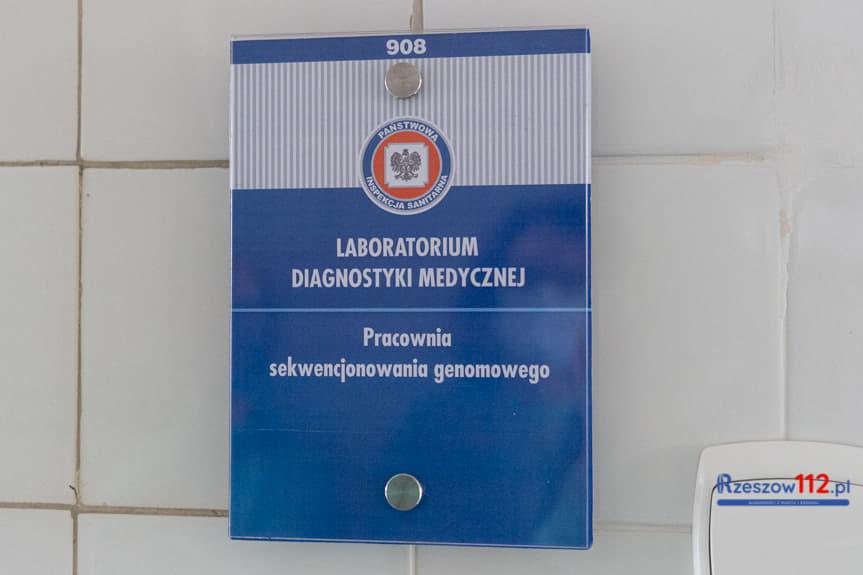 908
PAŃSTWOWA
INSPEKCJA SANITARNA
LABORATORIUM
DIAGNOSTYKI MEDYCZNEJ
Pracownia
sekwencjonowania genomowego
Rzeszow112.pl